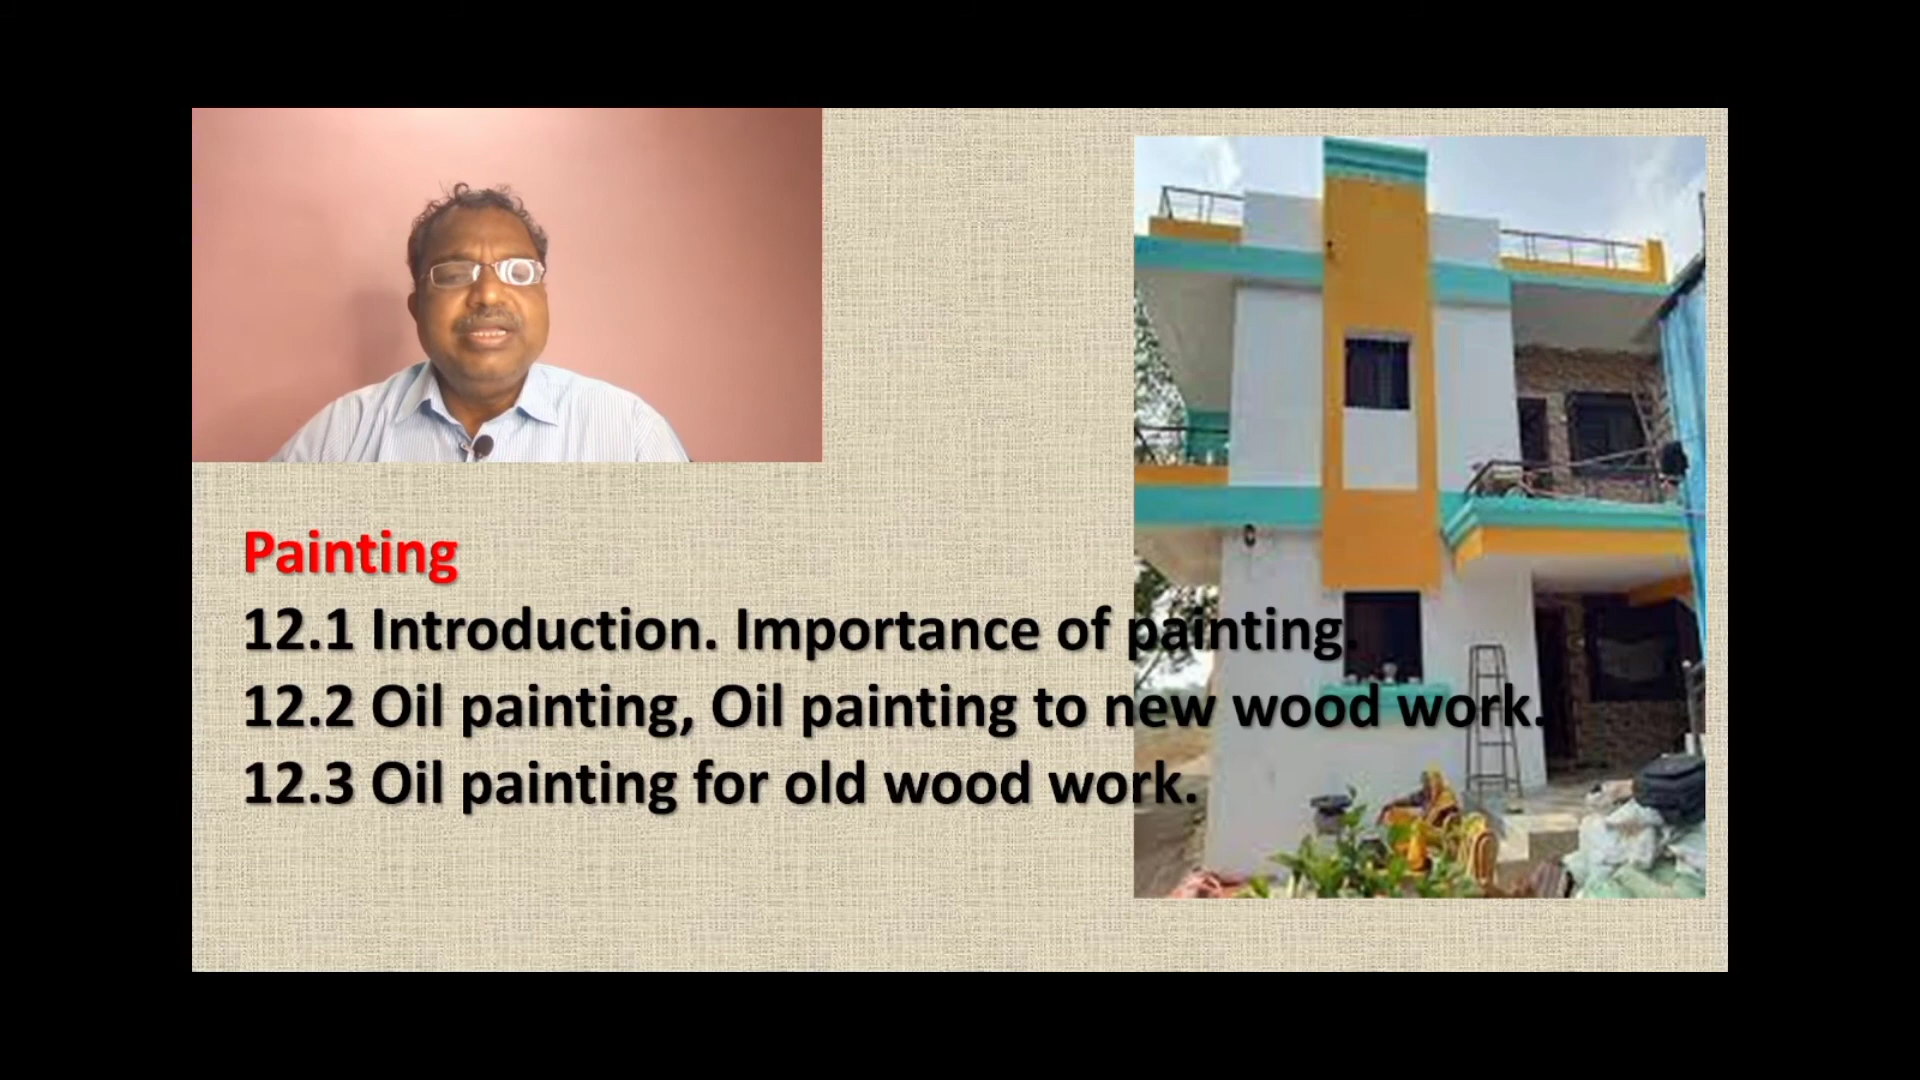 Painting
12.1 Introduction. Importance of painting.
12.2 Oil painting, Oil painting to new wood work.
12.3 Oil painting for old wood work.